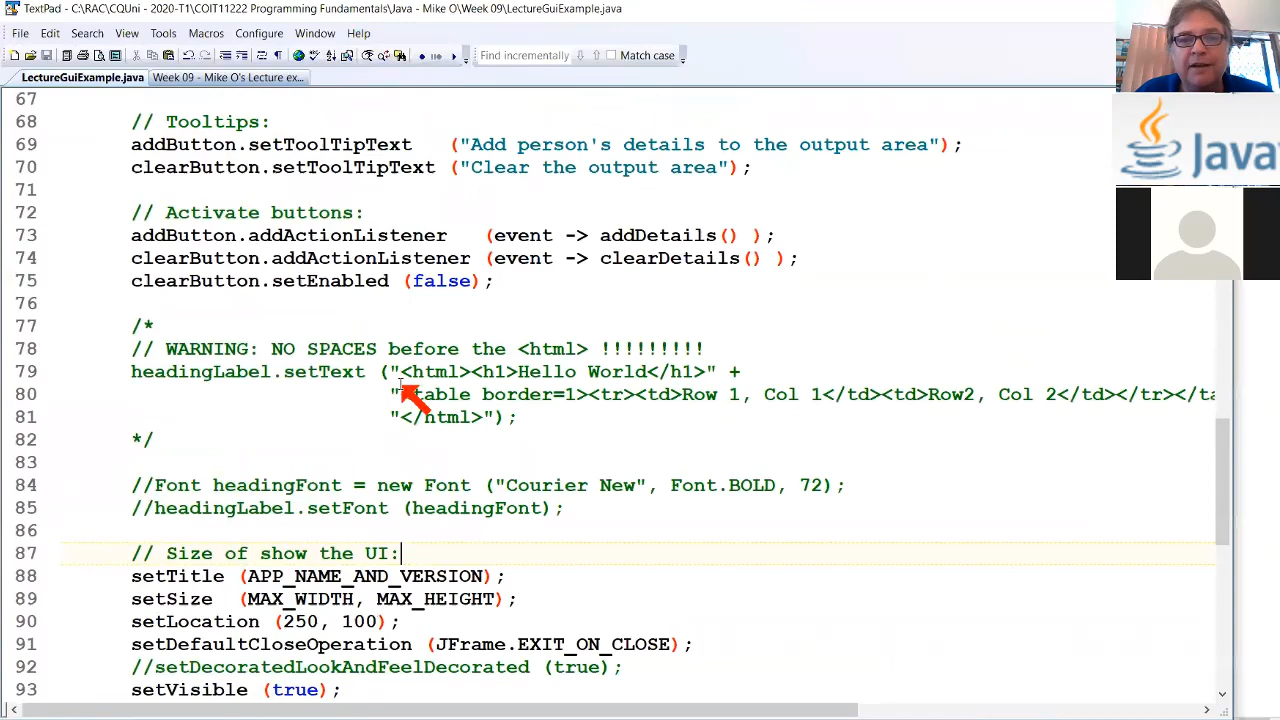 TextPad - C:\RAC\CQUni - 2020-T1\COIT11222 Programming Fundamentals\Java - Mike O\Week 09\LectureGuiExample.java
File Edit Search View Tools Macros Configure Window Help
Find incrementally Match case
LectureGuiExample.java Week 09 - Mike O's Lecture ex...
67
68 // Tooltips:
69 addButton.setToolTipText ("Add person's details to the output area");
70 clearButton.setToolTipText ("Clear the output area");
71
72 // Activate buttons:
73 addButton.addActionListener (event -> addDetails() );
74 clearButton.addActionListener (event -> clearDetails() );
75 clearButton.setEnabled (false);
76
77 /*
78 // WARNING: NO SPACES before the <html> !!!!!!!!!
79 headingLabel.setText ("<html><h1>Hello World</h1>" +
80 "<table border=1><tr><td>Row 1, Col 1</td><td>Row2, Col 2</td></tr></ta
81 "</html>");
82 */
83
84 //Font headingFont = new Font ("Courier New", Font.BOLD, 72);
85 //headingLabel.setFont (headingFont);
86
87 // Size of show the UI:
88 setTitle (APP_NAME_AND_VERSION);
89 setSize (MAX_WIDTH, MAX_HEIGHT);
90 setLocation (250, 100);
91 setDefaultCloseOperation (JFrame.EXIT_ON_CLOSE);
92 //setDecoratedLookAndFeelDecorated (true);
93 setVisible (true);
Java